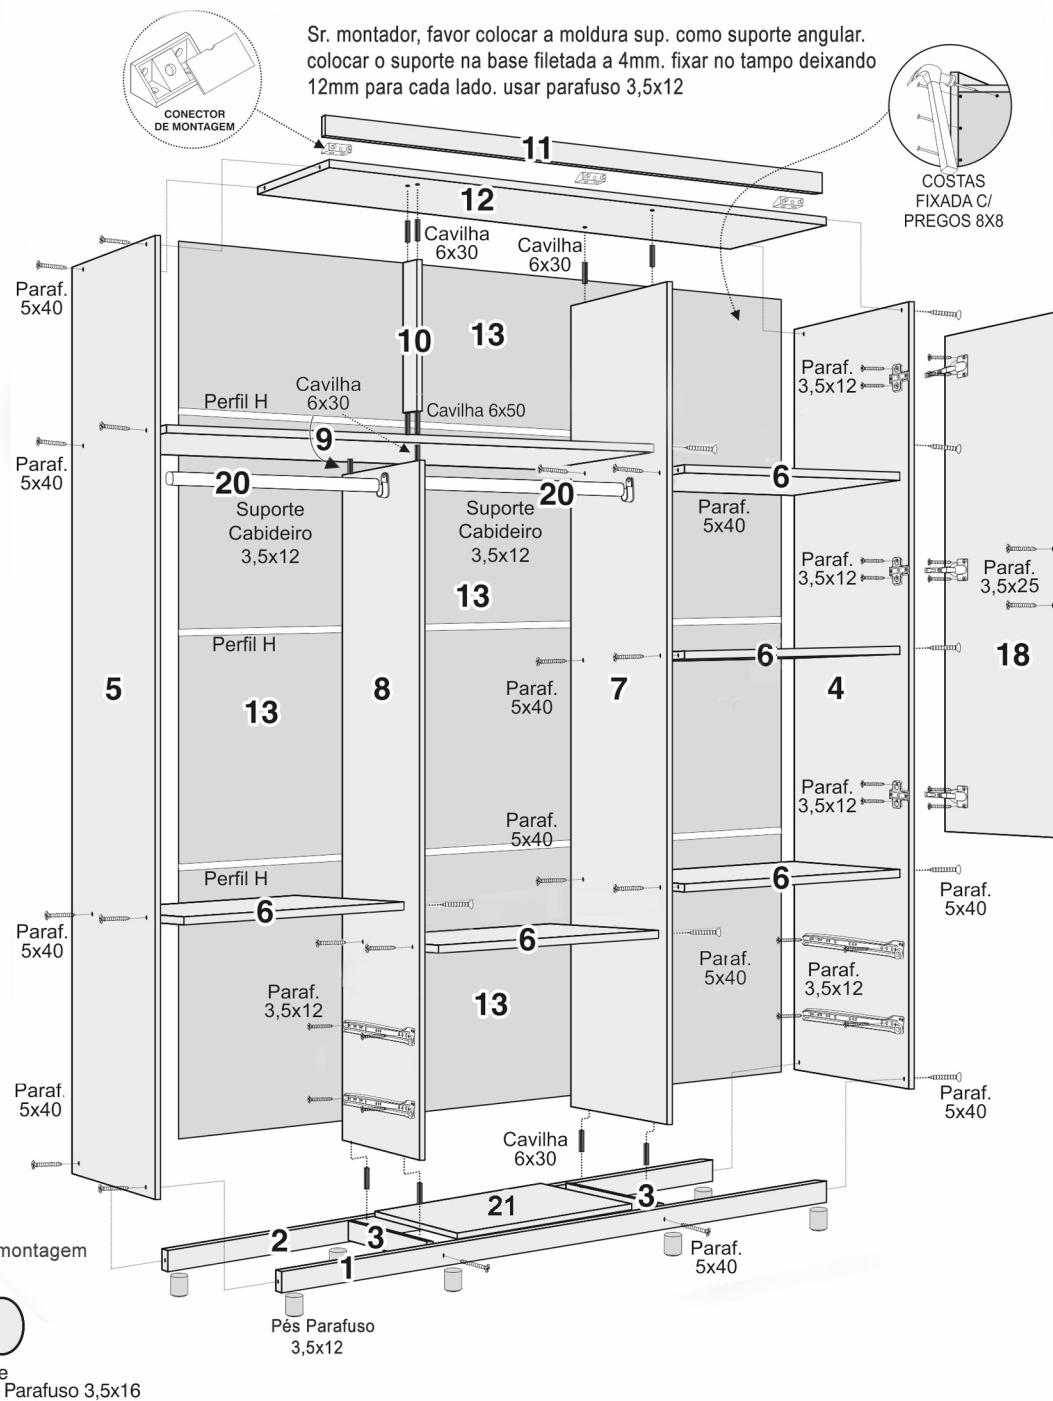 Sr. montador, favor colocar a moldura sup. como suporte angular.
colocar o suporte na base filetada a 4mm. fixar no tampo deixando
12mm para cada lado. usar parafuso 3,5x12
CONECTOR
DE MONTAGEM
COSTAS
FIXADA C/
PREGOS 8X8
11
12
Cavilha
6x30
Cavilha
6x30
Paraf.
5x40
10
13
Paraf.
3,5x12
Cavilha
6x30
Perfil H
Cavilha 6x50
9
Paraf.
5x40
20
20
6
Suporte
Cabideiro
3,5x12
Suporte
Cabideiro
3,5x12
Paraf.
5x40
Paraf.
3,5x12
Paraf.
3,5x25
13
Perfil H
6
18
5
8
7
4
Paraf.
5x40
13
Paraf.
3,5x12
Paraf.
5x40
Perfil H
6
Paraf.
5x40
6
6
Paraf.
5x40
Paraf.
5x40
Paraf.
3,5x12
Paraf.
3,5x12
13
Paraf.
5x40
Paraf.
5x40
Cavilha
6x30
21
3
3
2
1
Paraf.
5x40
montagem
Pés Parafuso
3,5x12
e
Parafuso 3,5x16